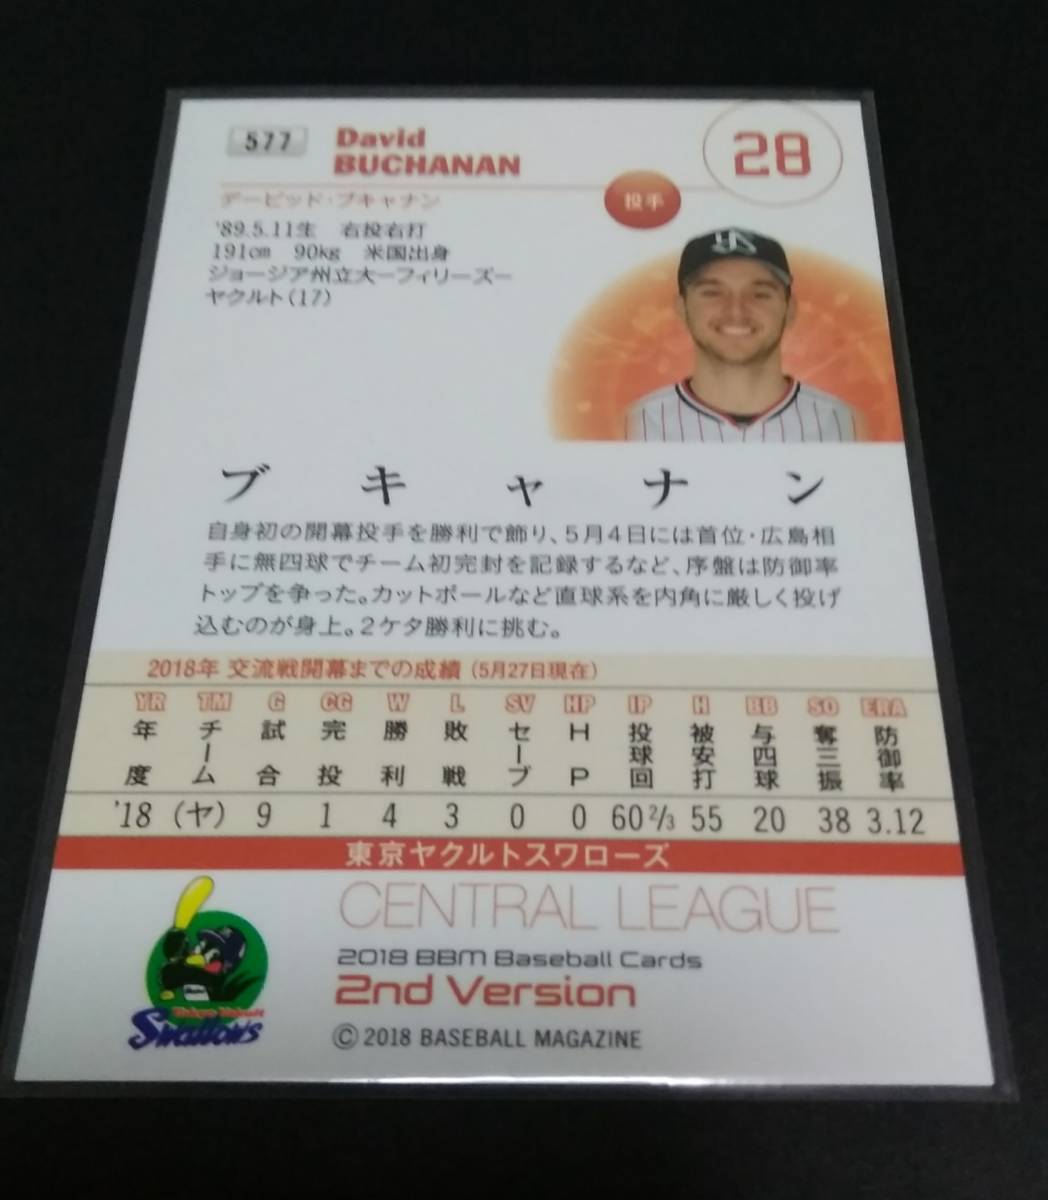 577
David
BUCHANAN
28
デービッド・ブキャナン
投手
'89.5.11生 右投右打
191cm 90kg 米国出身
ジョージア州立大ーフィリーズー
ヤクルト(17)
ブキャナン
自身初の開幕投手を勝利で飾り、5月4日には首位・広島相
手に無四球でチーム初完封を記録するなど、序盤は防御率
トップを争った。カットボールなど直球系を内角に厳しく投げ
込むのが身上。2ケタ勝利に挑む。
2018年 交流戦開幕までの成績(5月27日現在)
YR TM G CG W L SV HP IP H BB SO ERA
年度 チーム 試合 完投 勝利 敗戦 セーブ HP 投球回 被安打 与四球 奪三振 防御率
'18 (ヤ) 9 1 4 3 0 0 60 2/3 55 20 38 3.12
東京ヤクルトスワローズ
CENTRAL LEAGUE
2018 BBM Baseball Cards
2nd Version
Tokyo Yakult
Swallows
© 2018 BASEBALL MAGAZINE